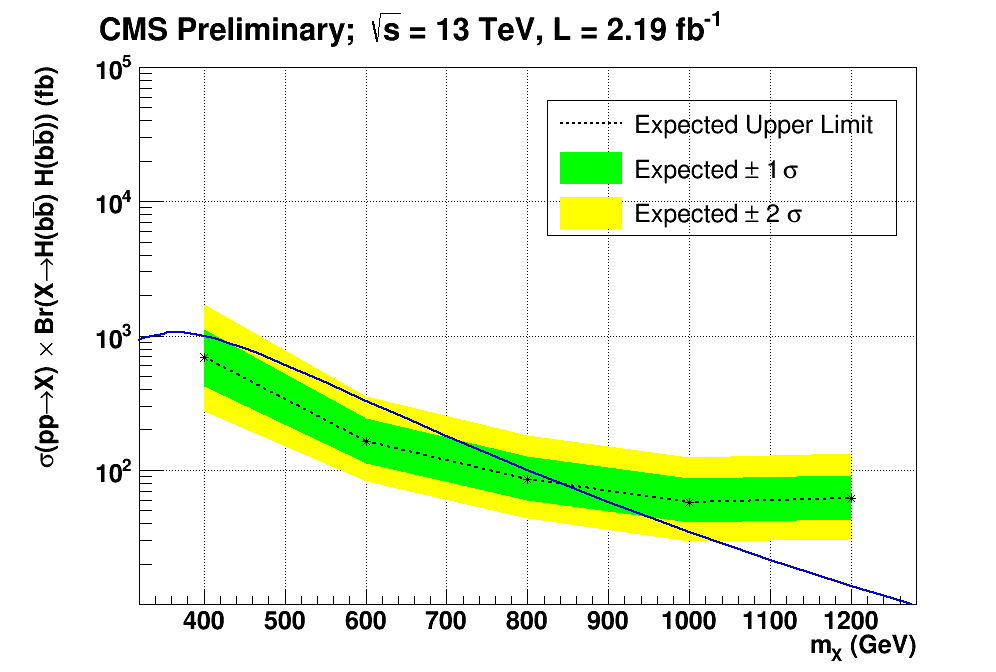 CMS Preliminary; √s = 13 TeV, L = 2.19 fb⁻¹
σ(pp→X) × Br(X→H(bb̅) H(bb̅)) (fb)
10⁵
10⁴
10³
10²
Expected Upper Limit
Expected ± 1 σ
Expected ± 2 σ
400 500 600 700 800 900 1000 1100 1200
m_X (GeV)